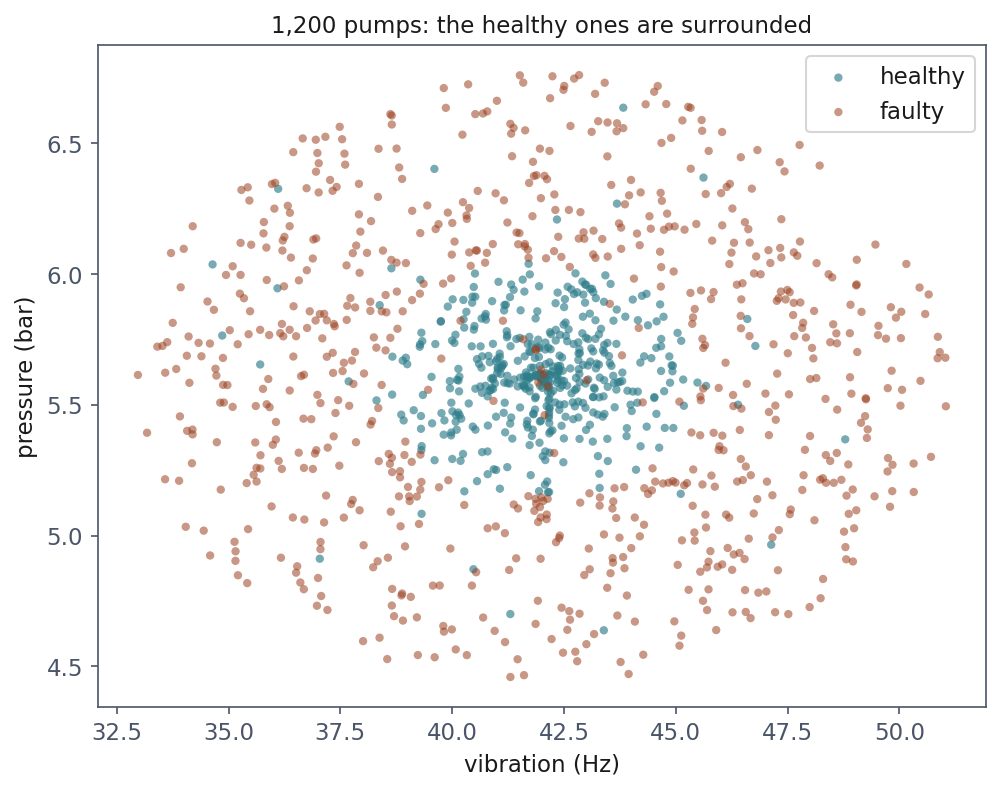 1,200 pumps: the healthy ones are surrounded
healthy
faulty
pressure (bar)
6.5
6.0
5.5
5.0
4.5
32.5 35.0 37.5 40.0 42.5 45.0 47.5 50.0
vibration (Hz)